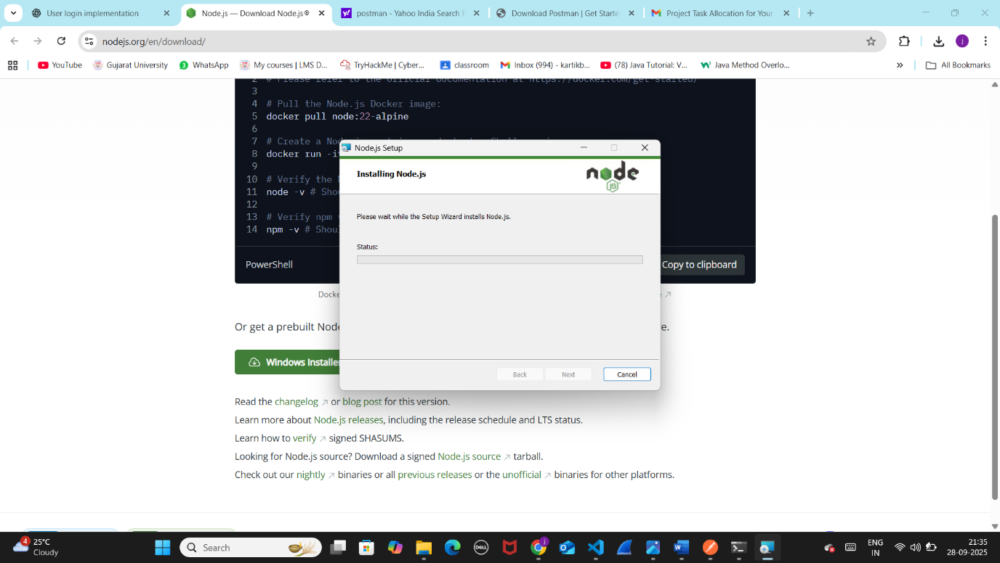 User login implementation
Node.js — Download Node.js®
postman - Yahoo India Search R
Download Postman | Get Starte
Project Task Allocation for Your
nodejs.org/en/download/
j
YouTube
Gujarat University
3
WhatsApp
My courses | LMS D...
TryHackMe | Cyber...
classroom
Inbox (994) - kartikb...
(78) Java Tutorial: V...
Java Method Overlo...
»
All Bookmarks
2 # Please refer to the official documentation at https://docker.com/get-started/
3
4 # Pull the Node.js Docker image:
5 docker pull node:22-alpine
6
7 # Create a Nod
8 docker run -i
9
10 # Verify the
11 node -v # Shou
12
13 # Verify npm
14 npm -v # Shou
PowerShell
Copy to clipboard
Docke
Or get a prebuilt Node
e.
Windows Installer
Node.js Setup
Installing Node.js
node
JS
Please wait while the Setup Wizard installs Node.js.
Status:
Back
Next
Cancel
Read the changelog or blog post for this version.
Learn more about Node.js releases, including the release schedule and LTS status.
Learn how to verify signed SHASUMS.
Looking for Node.js source? Download a signed Node.js source tarball.
Check out our nightly binaries or all previous releases or the unofficial binaries for other platforms.
4
25°C
Cloudy
Search
DELL
j
ENG
IN
21:35
28-09-2025